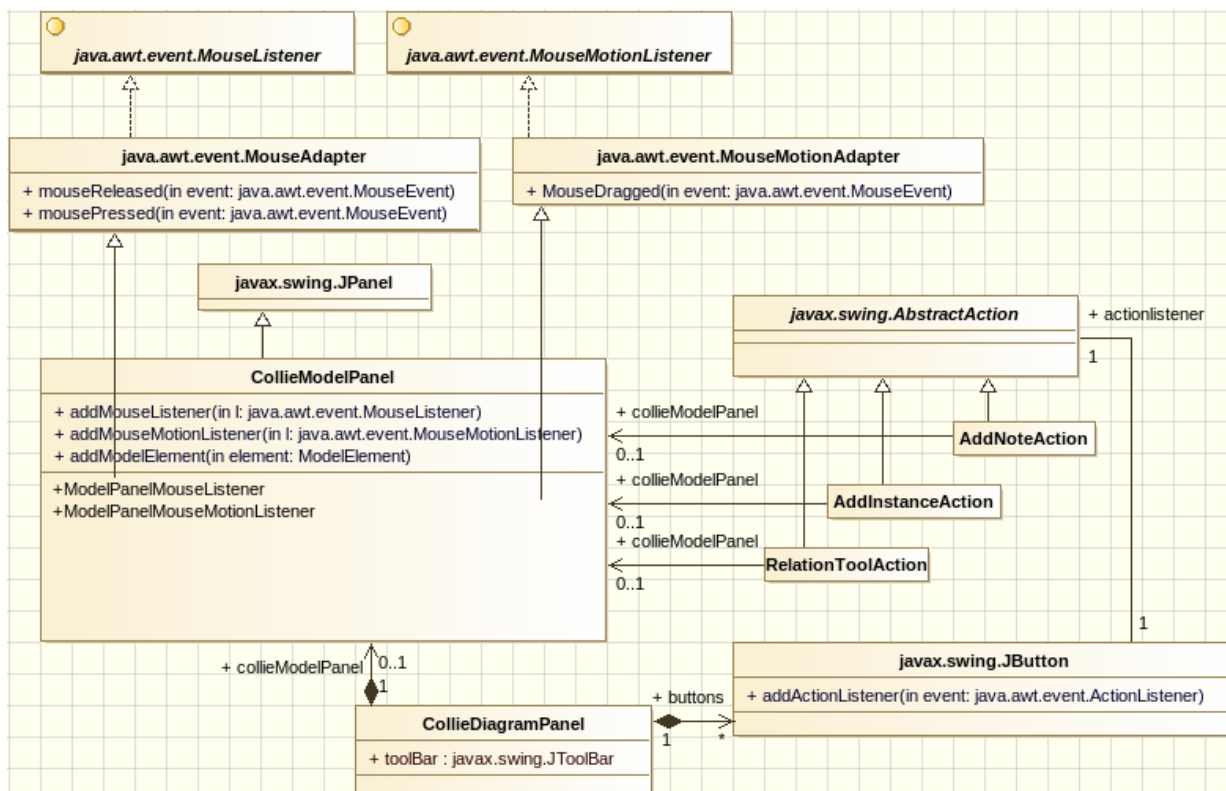 java.awt.event.MouseListener
java.awt.event.MouseMotionListener
java.awt.event.MouseAdapter
+ mouseReleased(in event: java.awt.event.MouseEvent)
+ mousePressed(in event: java.awt.event.MouseEvent)
java.awt.event.MouseMotionAdapter
+ MouseDragged(in event: java.awt.event.MouseEvent)
javax.swing.JPanel
javax.swing.AbstractAction
+ actionlistener
1
CollieModelPanel
+ addMouseListener(in l: java.awt.event.MouseListener)
+ addMouseMotionListener(in l: java.awt.event.MouseMotionListener)
+ addModelElement(in element: ModelElement)
+ModelPanelMouseListener
+ModelPanelMouseMotionListener
+ collieModelPanel
0..1
AddNoteAction
+ collieModelPanel
0..1
AddInstanceAction
+ collieModelPanel
0..1
RelationToolAction
1
+ collieModelPanel
0..1
1
javax.swing.JButton
+ addActionListener(in event: java.awt.event.ActionListener)
+ buttons
1
*
CollieDiagramPanel
+ toolBar : javax.swing.JToolBar